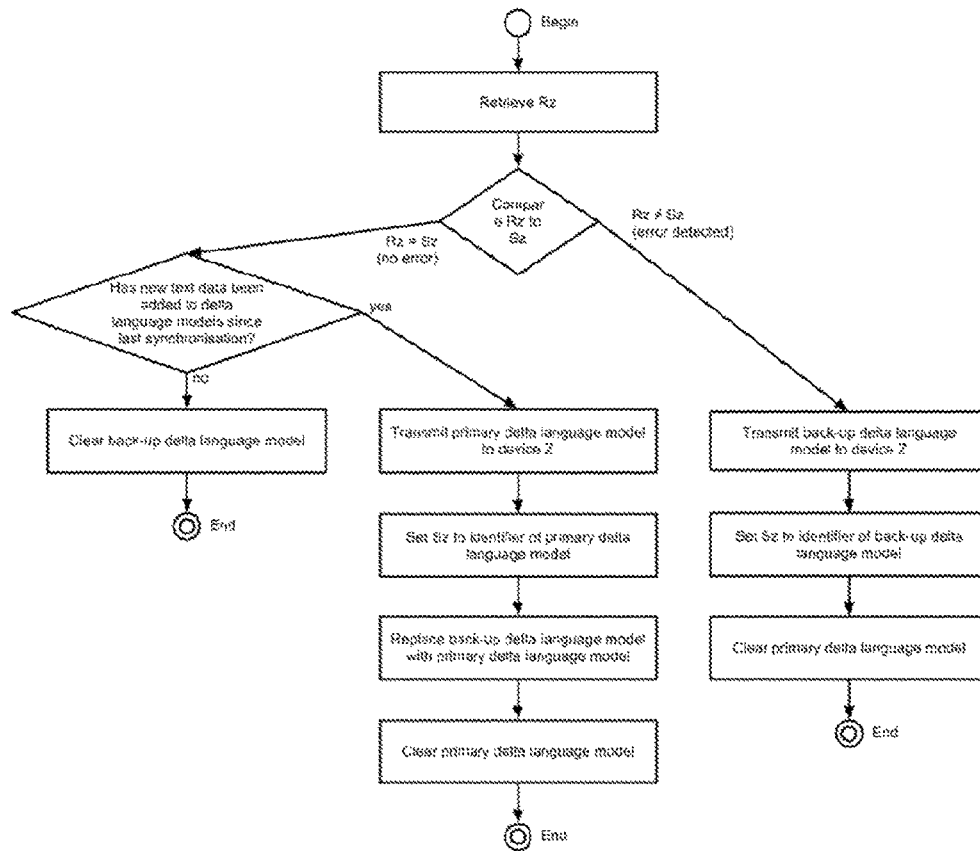 Begin
Retrieve Rz
Compar
e Rz to
Sz
Rz = Sz
(no error)
Rz ≠ Sz
(error detected)
Has new text data been
added to delta
language models since
last synchronisation?
yes
no
Clear back-up delta language model
End
Transmit primary delta language model
to device Z
Set Sz to identifier of primary delta
language model
Replace back-up delta language model
with primary delta language model
Clear primary delta language model
End
Transmit back-up delta language
model to device Z
Set Sz to identifier of back-up delta
language model
Clear primary delta language model
End